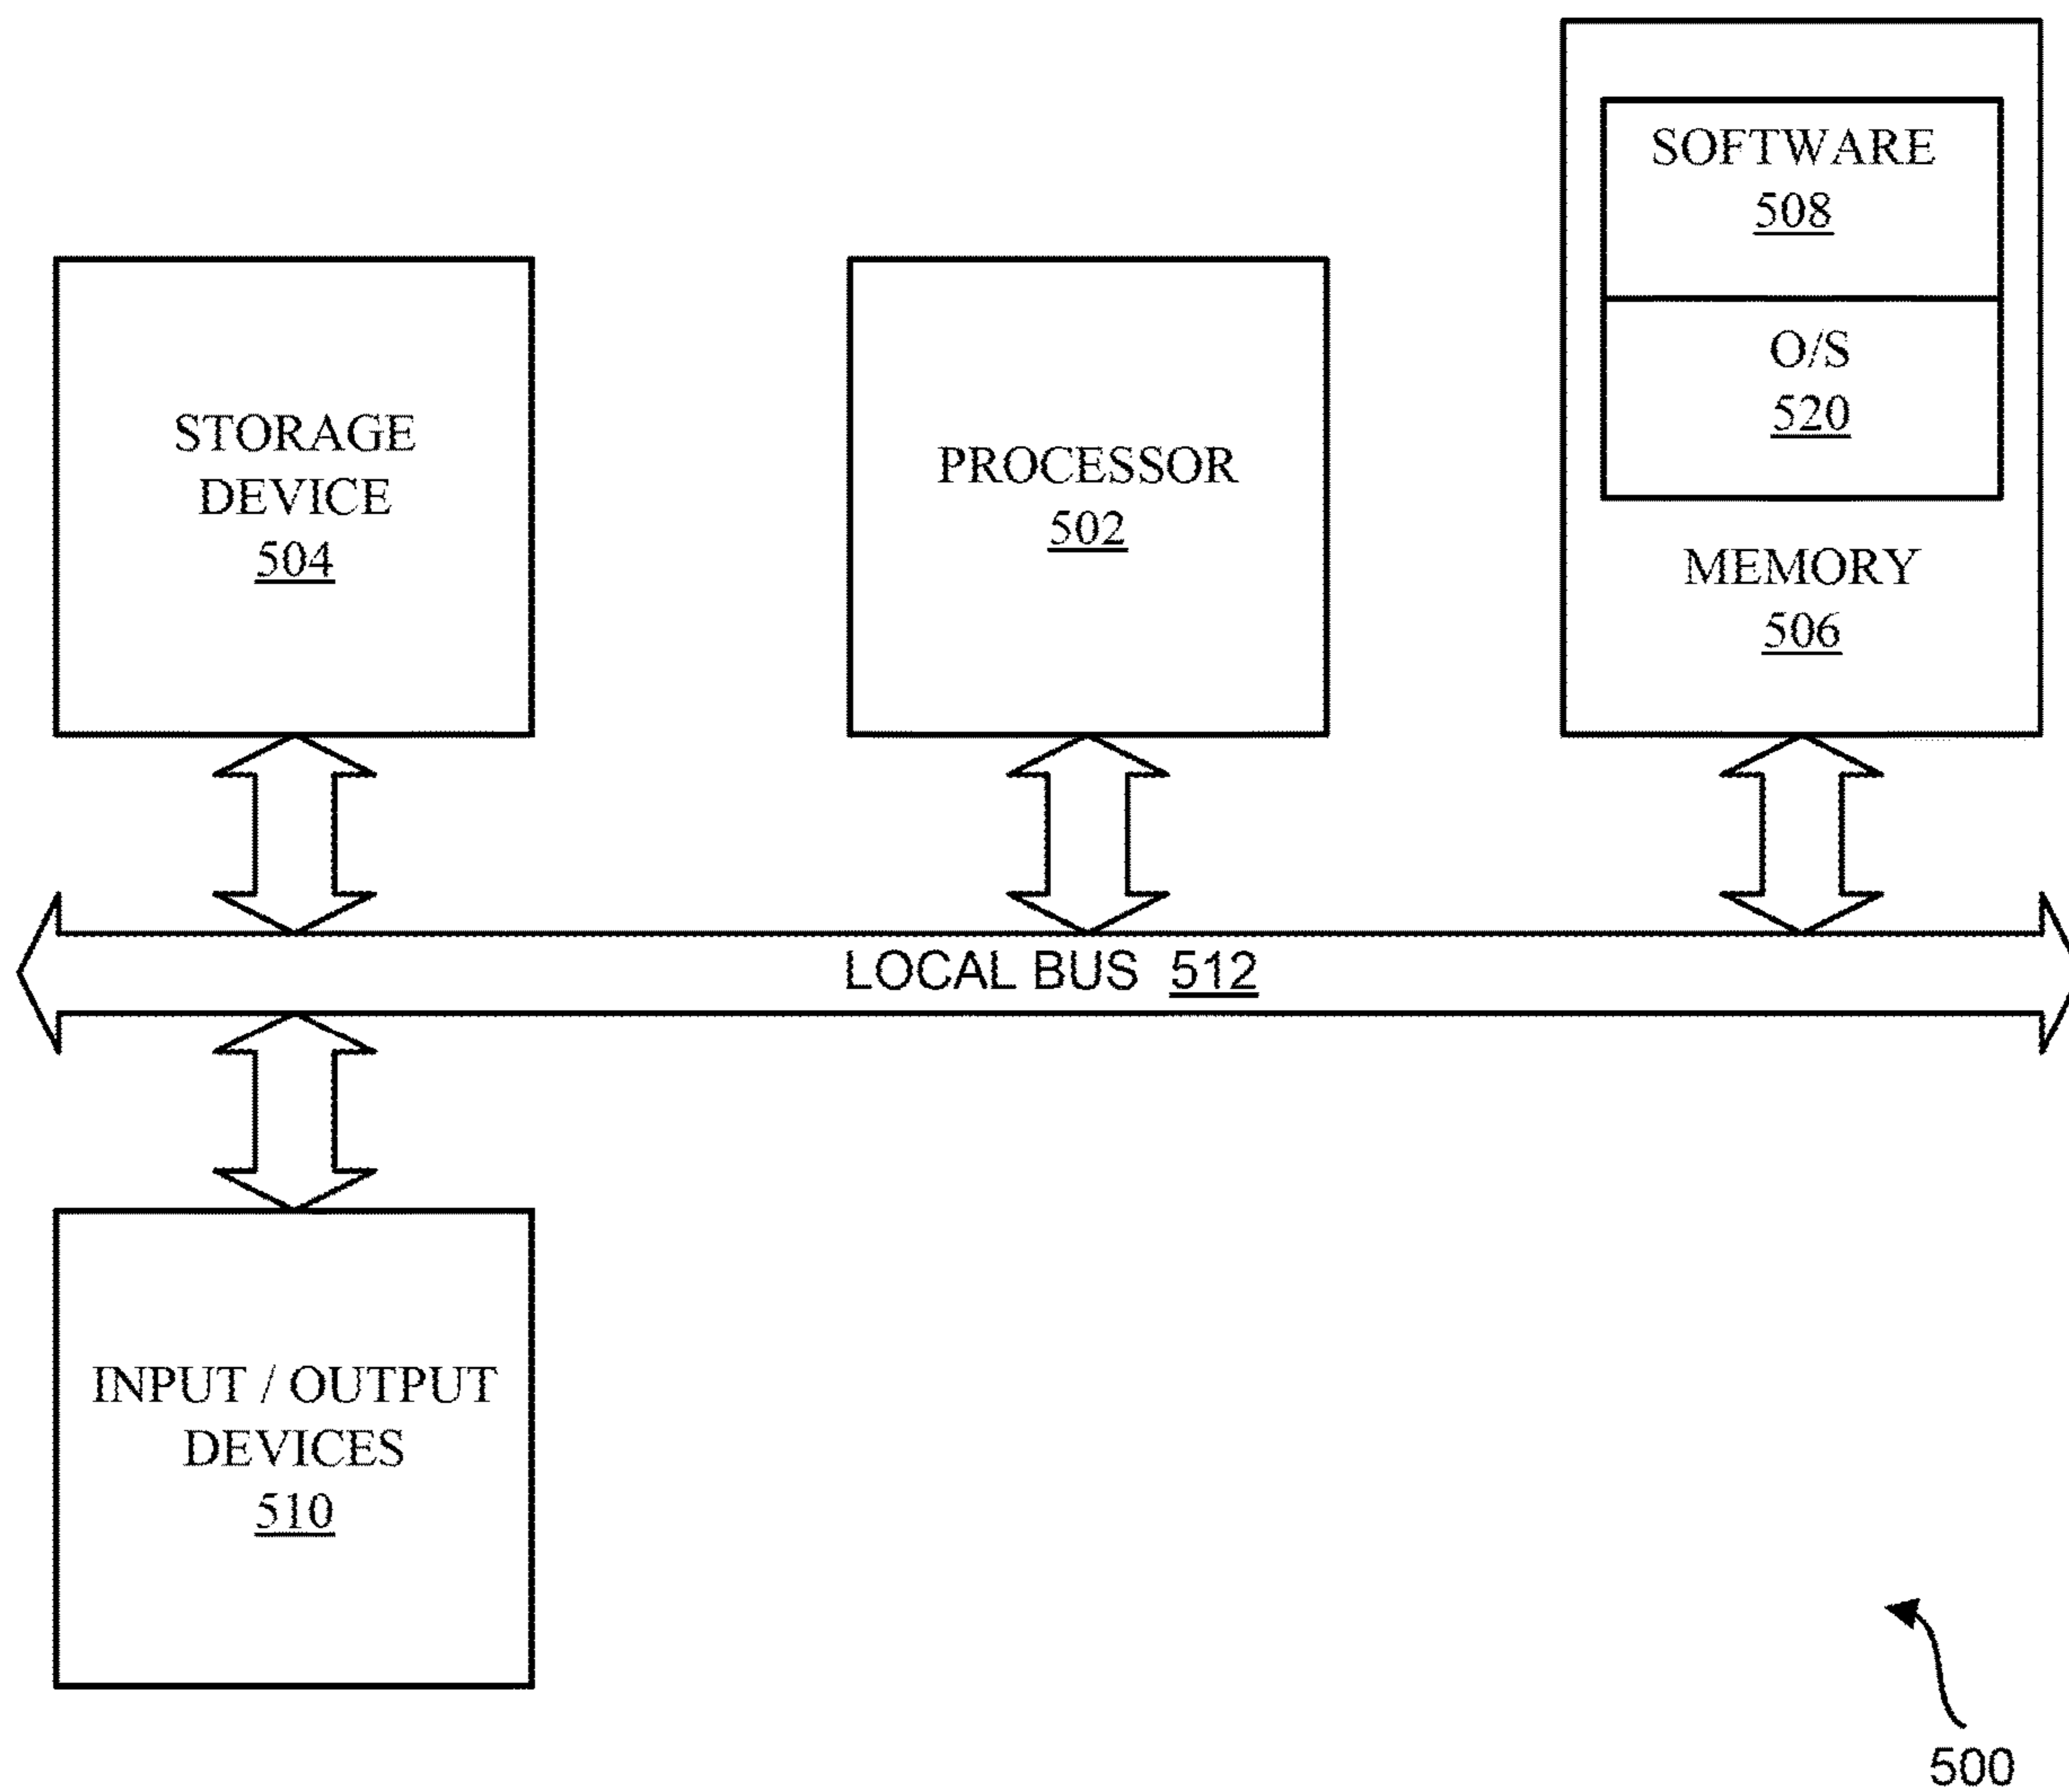 SOFTWARE
508
O/S
520
MEMORY
506
STORAGE
DEVICE
504
PROCESSOR
502
LOCAL BUS 512
INPUT / OUTPUT
DEVICES
510
500